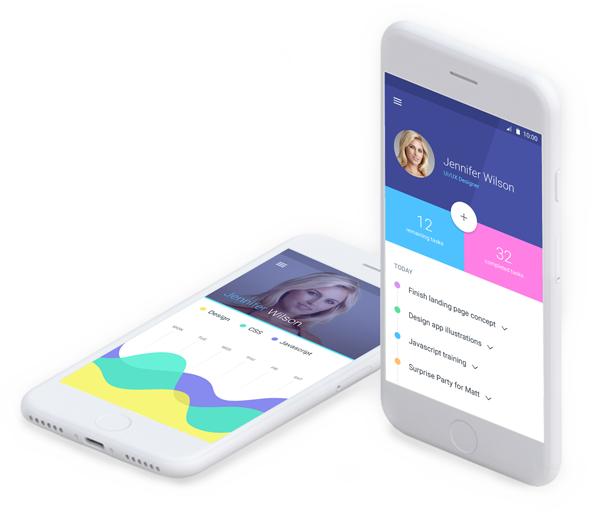 10:00
Jennifer Wilson
UI/UX Designer
12
remaining tasks
32
completed tasks
TODAY
Finish landing page concept
Design app illustrations
Javascript training
Surprise Party for Matt
Jennifer Wilson
Design
CSS
Javascript
MON
TUE
WED
THU
FRI
SAT